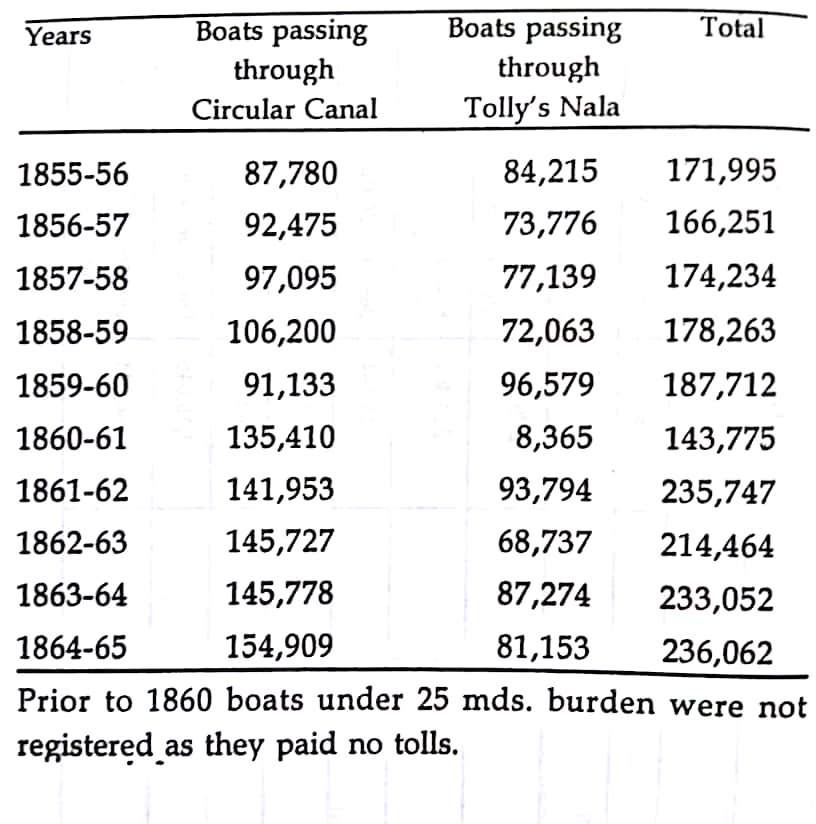 Years Boats passing through Circular Canal Boats passing through Tolly's Nala Total
1855-56 87,780 84,215 171,995
1856-57 92,475 73,776 166,251
1857-58 97,095 77,139 174,234
1858-59 106,200 72,063 178,263
1859-60 91,133 96,579 187,712
1860-61 135,410 8,365 143,775
1861-62 141,953 93,794 235,747
1862-63 145,727 68,737 214,464
1863-64 145,778 87,274 233,052
1864-65 154,909 81,153 236,062
Prior to 1860 boats under 25 mds. burden were not
registered as they paid no tolls.